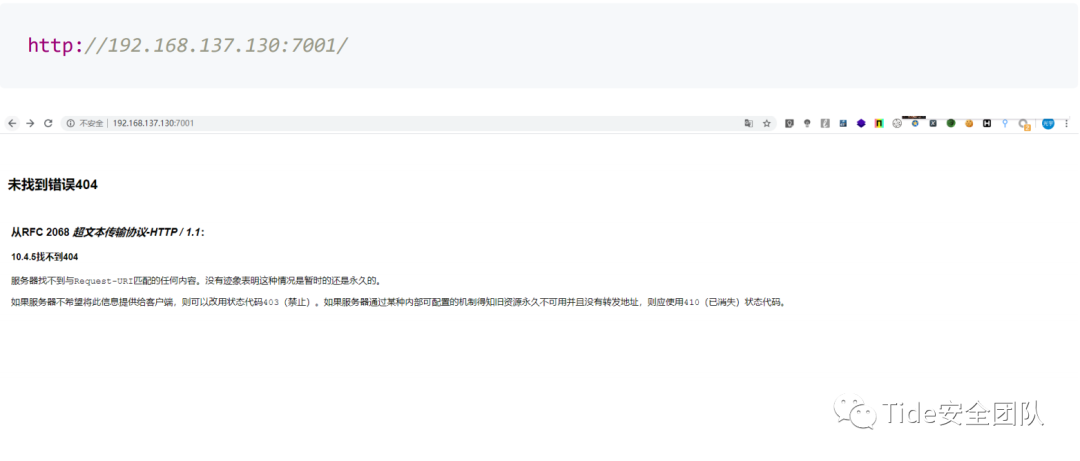 http://192.168.137.130:7001/
不安全 | 192.168.137.130:7001
未找到错误404
从RFC 2068 超文本传输协议-HTTP / 1.1：
10.4.5找不到404
服务器找不到与Request-URI匹配的任何内容。没有迹象表明这种情况是暂时的还是永久的。
如果服务器不希望将此信息提供给客户端，则可以改用状态代码403（禁止）。如果服务器通过某种内部可配置的机制得知旧资源永久不可用并且没有转发地址，则应使用410（已消失）状态代码。
Tide安全团队